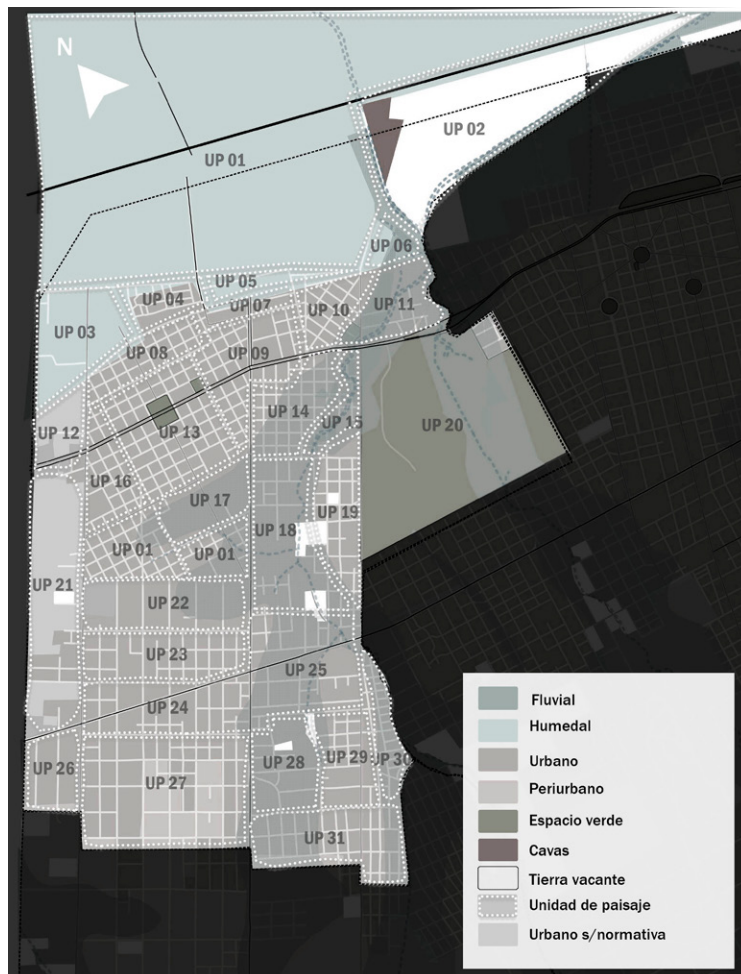 N
UP 02
UP 01
UP 06
UP 05
UP 04
UP 07
UP 10
UP 11
UP 03
UP 08
UP 09
UP 14
UP 15
UP 20
UP 12
UP 13
UP 16
UP 17
UP 18
UP 19
UP 01
UP 01
UP 21
UP 22
UP 23
UP 25
UP 24
UP 26
UP 27
UP 28
UP 29
UP 30
UP 31
Fluvial
Humedal
Urbano
Periurbano
Espacio verde
Cavas
Tierra vacante
Unidad de paisaje
Urbano s/normativa